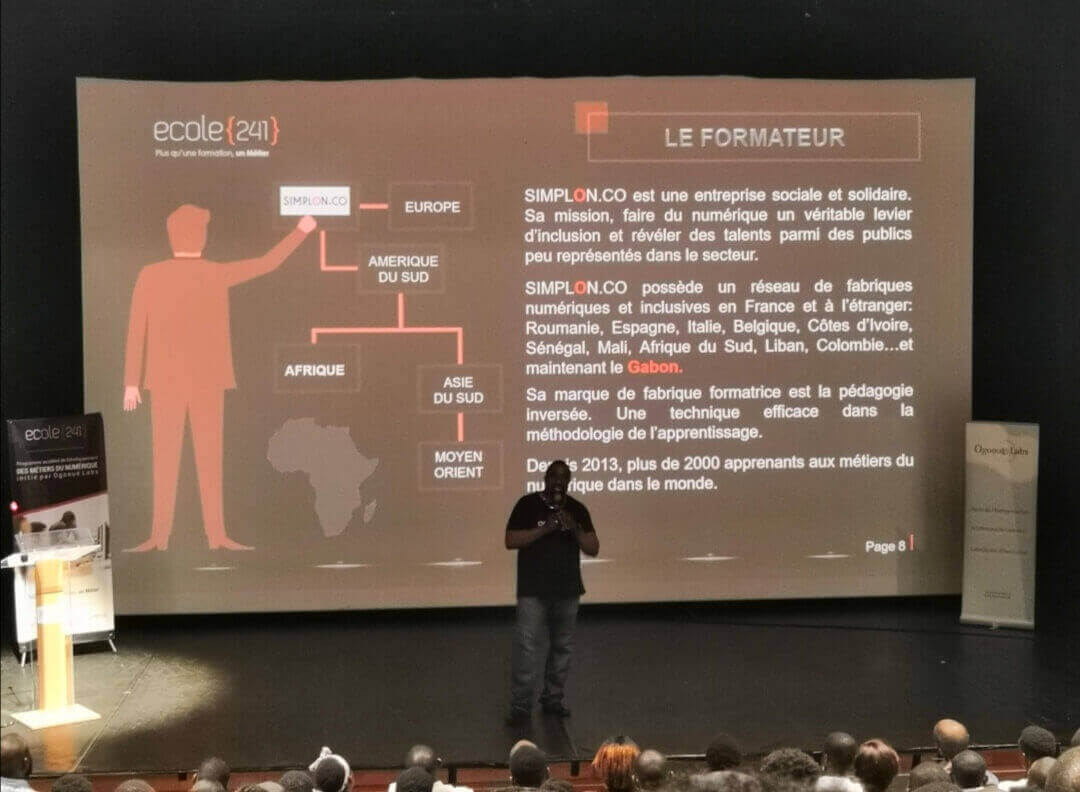 ecole {241}
Plus qu'une formation, un Métier
LE FORMATEUR
SIMPLON.CO
EUROPE
AMERIQUE
DU SUD
AFRIQUE
ASIE
DU SUD
MOYEN
ORIENT
SIMPLON.CO est une entreprise sociale et solidaire.
Sa mission, faire du numérique un véritable levier
d'inclusion et révéler des talents parmi des publics
peu représentés dans le secteur.
SIMPLON.CO possède un réseau de fabriques
numériques et inclusives en France et à l'étranger:
Roumanie, Espagne, Italie, Belgique, Côtes d'Ivoire,
Sénégal, Mali, Afrique du Sud, Liban, Colombie...et
maintenant le Gabon.
Sa marque de fabrique formatrice est la pédagogie
inversée. Une technique efficace dans la
méthodologie de l'apprentissage.
Depuis 2013, plus de 2000 apprenants aux métiers du
numérique dans le monde.
Page 8
ecole {241}
DES MÉTIERS DU NUMÉRIQUE
initié par Ogooué Labs
Ogooué Labs